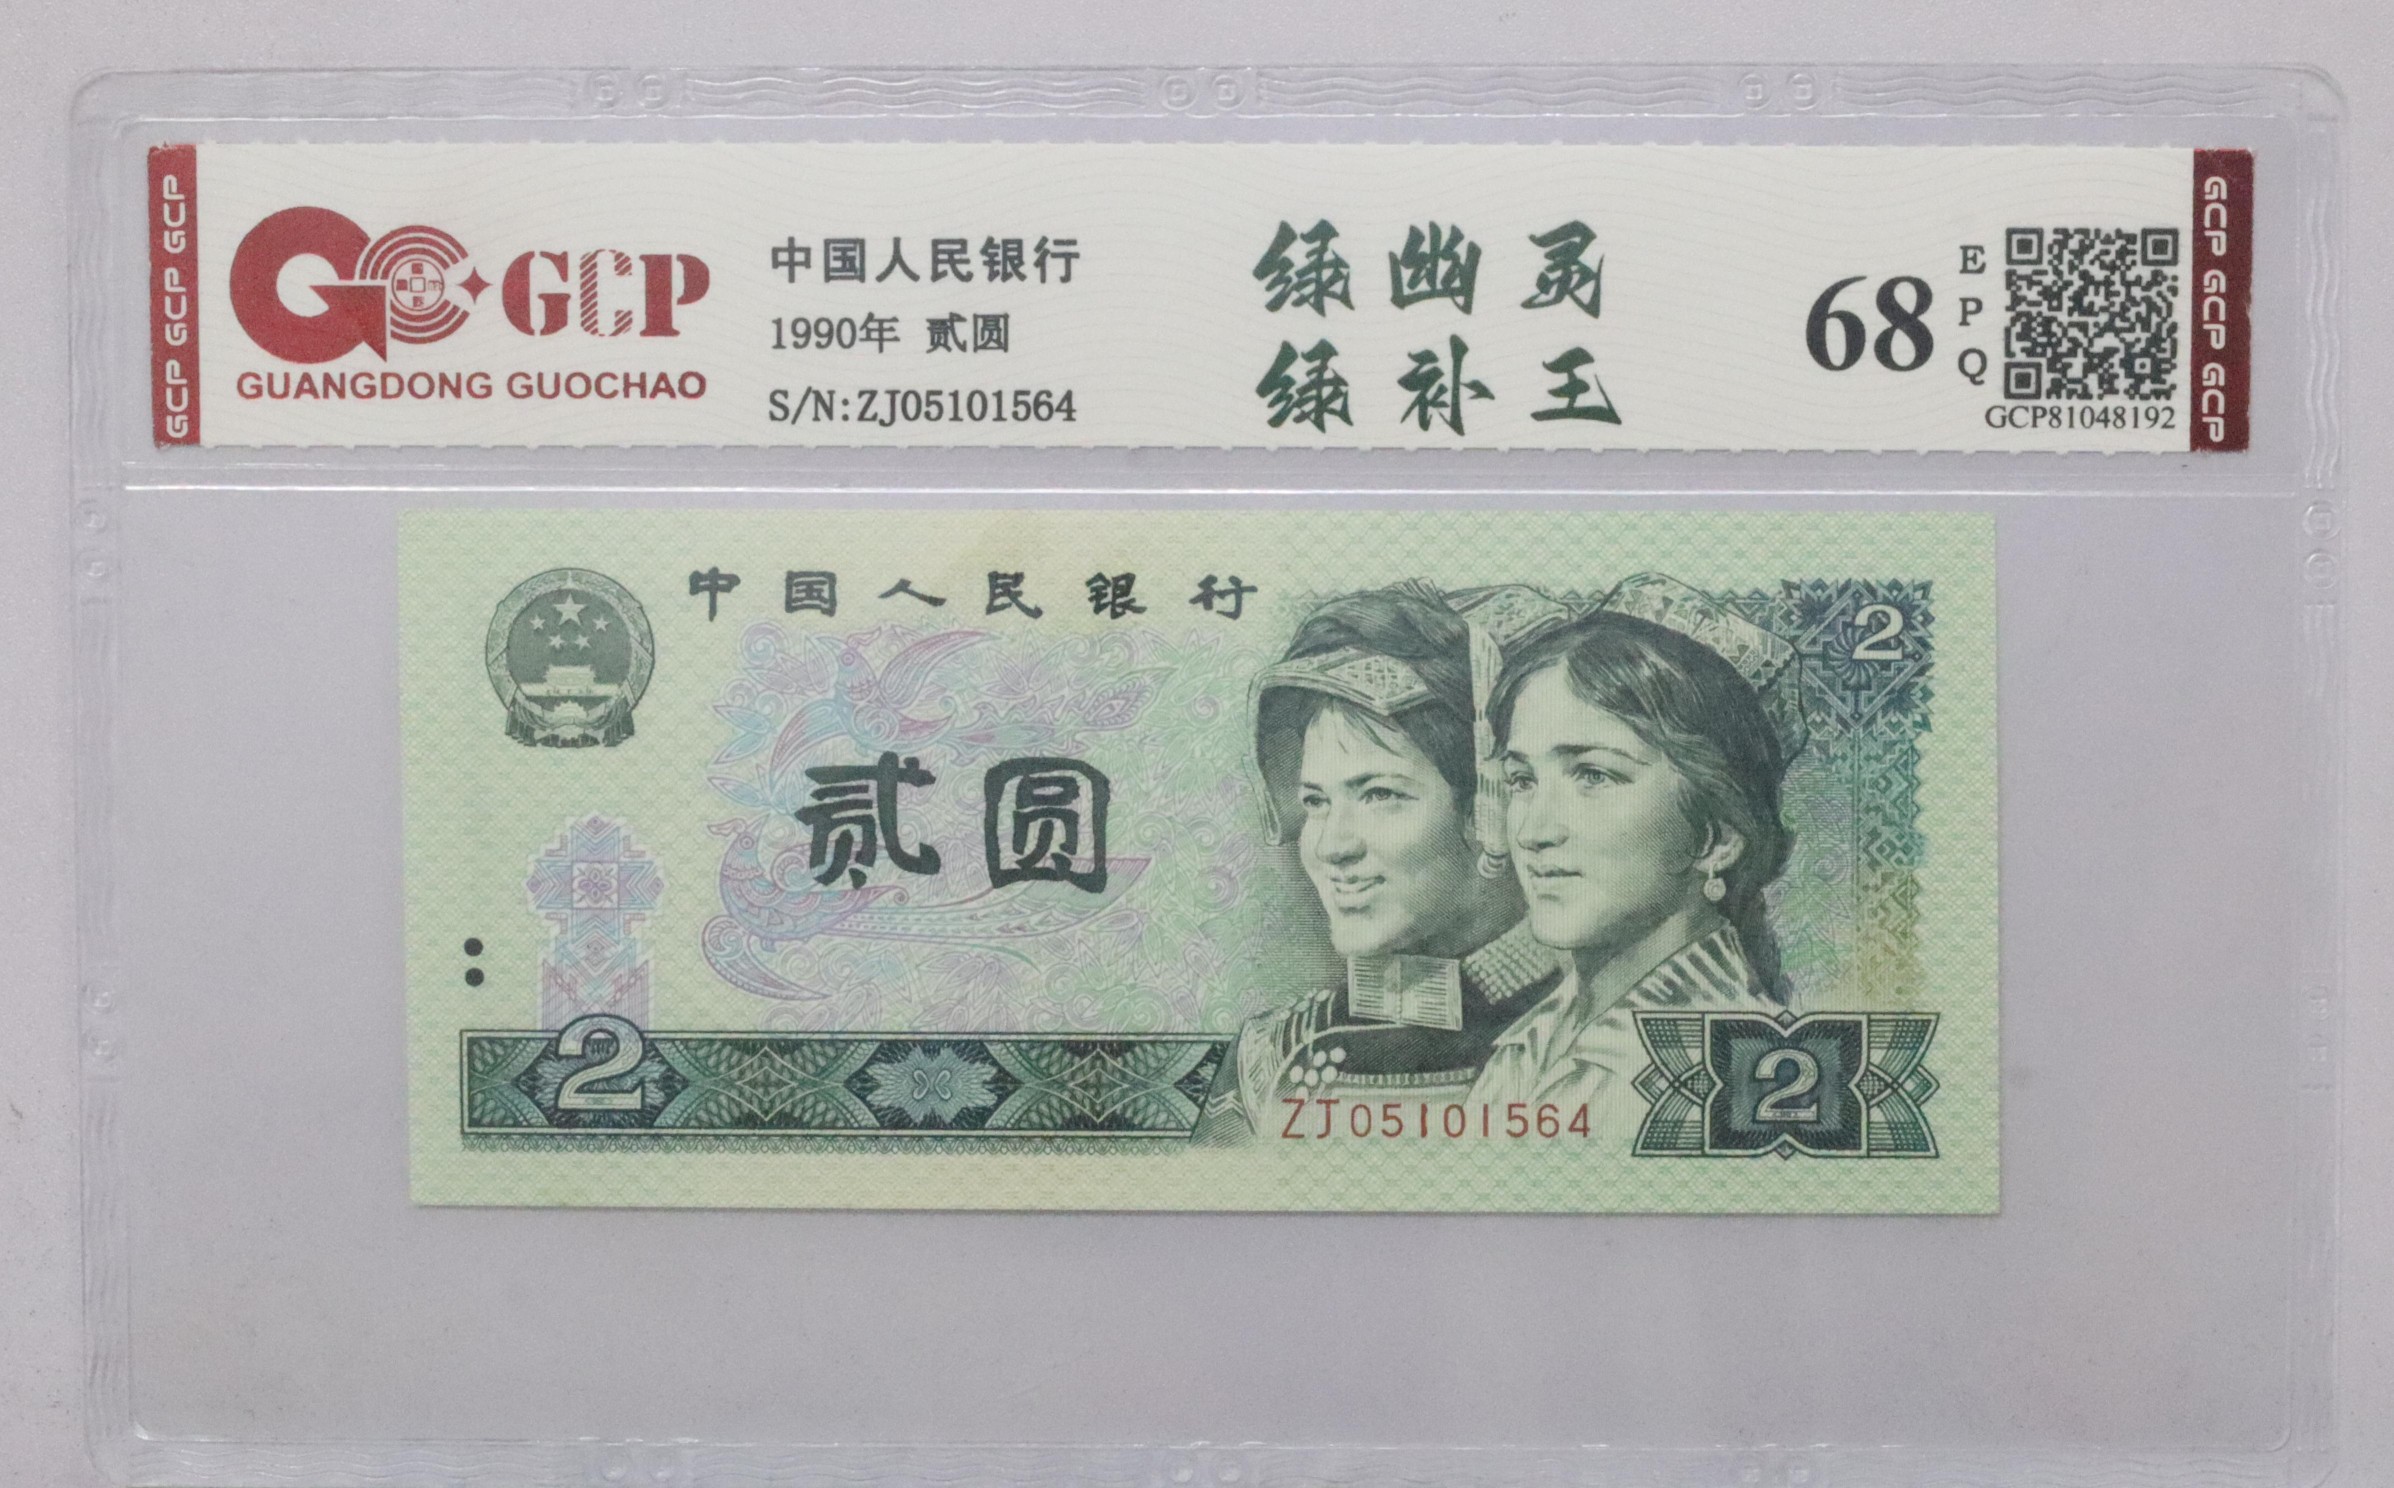 GCP GCP GCP
GCP
GUANGDONG GUOCHAO
中国人民银行
1990年 贰圆
S/N:ZJ05101564
绿幽灵
绿补王
68
EPQ
GCP81048192
GCP GCP GCP
中国人民银行
2
贰圆
2
ZJ05101564
2